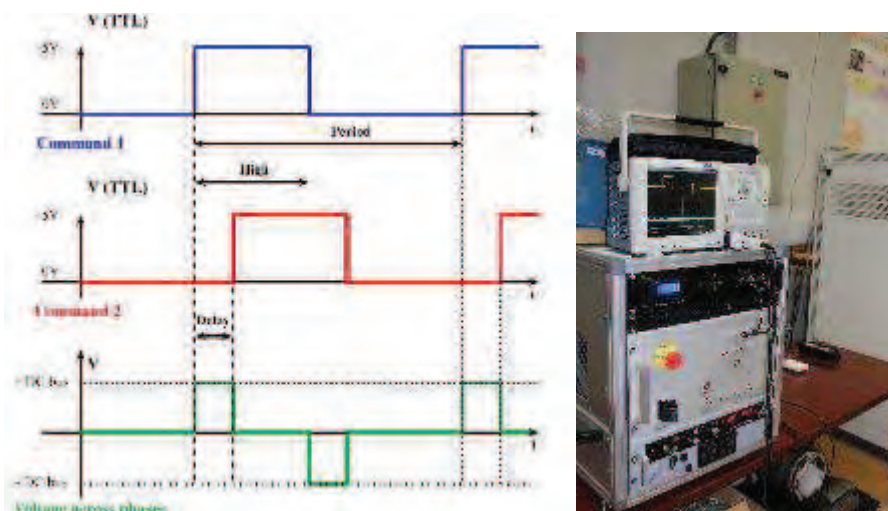 V (TTL)
5V
0V
t
Command 1
Period
High
V (TTL)
5V
0V
t
Command 2
Delay
V
+DC bus
t
-DC bus
Voltage across phases